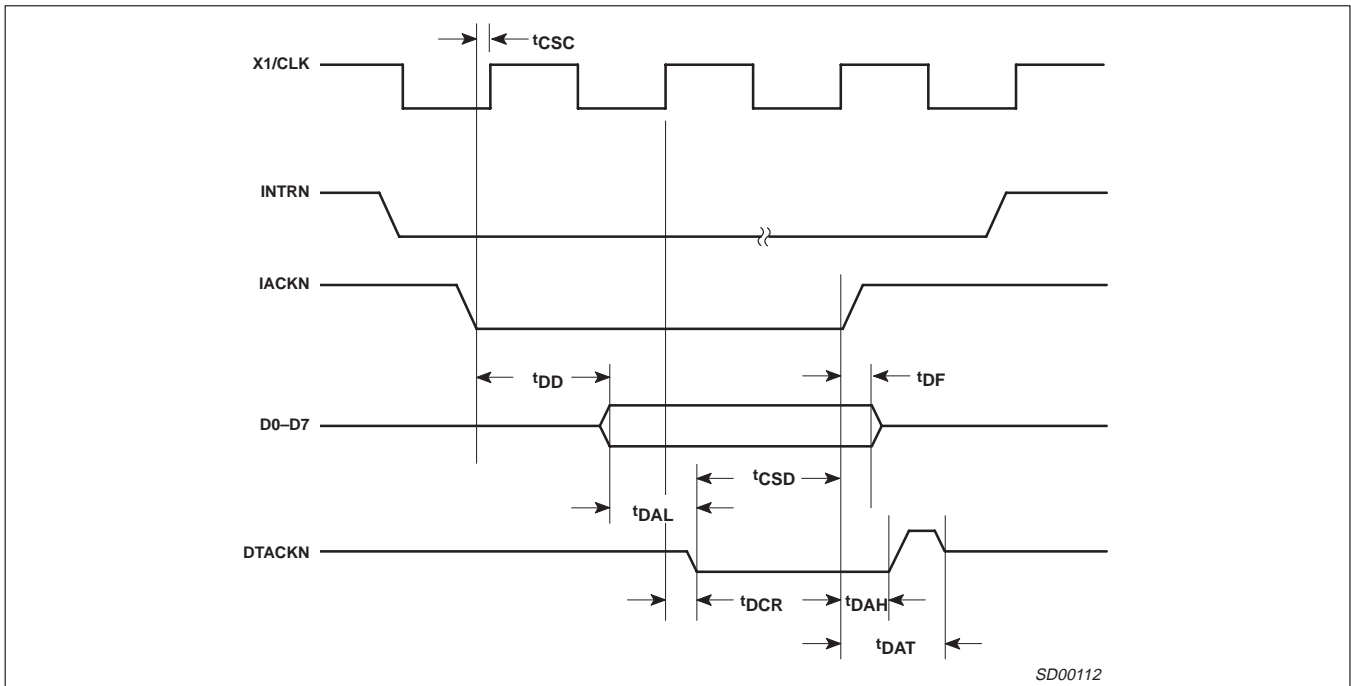 tCSC
X1/CLK
INTRN
IACKN
tDD
tDF
D0–D7
tCSD
tDAL
DTACKN
tDCR
tDAH
tDAT
SD00112